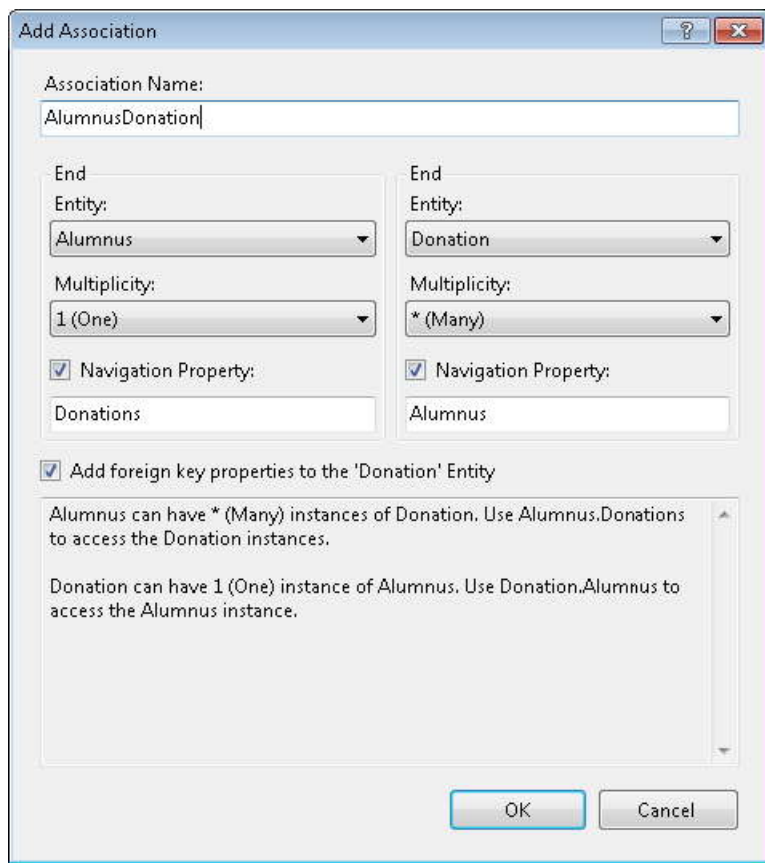 Add Association
Association Name:
AlumnusDonation
End
Entity:
Alumnus
Multiplicity:
1 (One)
Navigation Property:
Donations
End
Entity:
Donation
Multiplicity:
* (Many)
Navigation Property:
Alumnus
Add foreign key properties to the 'Donation' Entity
Alumnus can have * (Many) instances of Donation. Use Alumnus.Donations
to access the Donation instances.
Donation can have 1 (One) instance of Alumnus. Use Donation.Alumnus to
access the Alumnus instance.
OK
Cancel